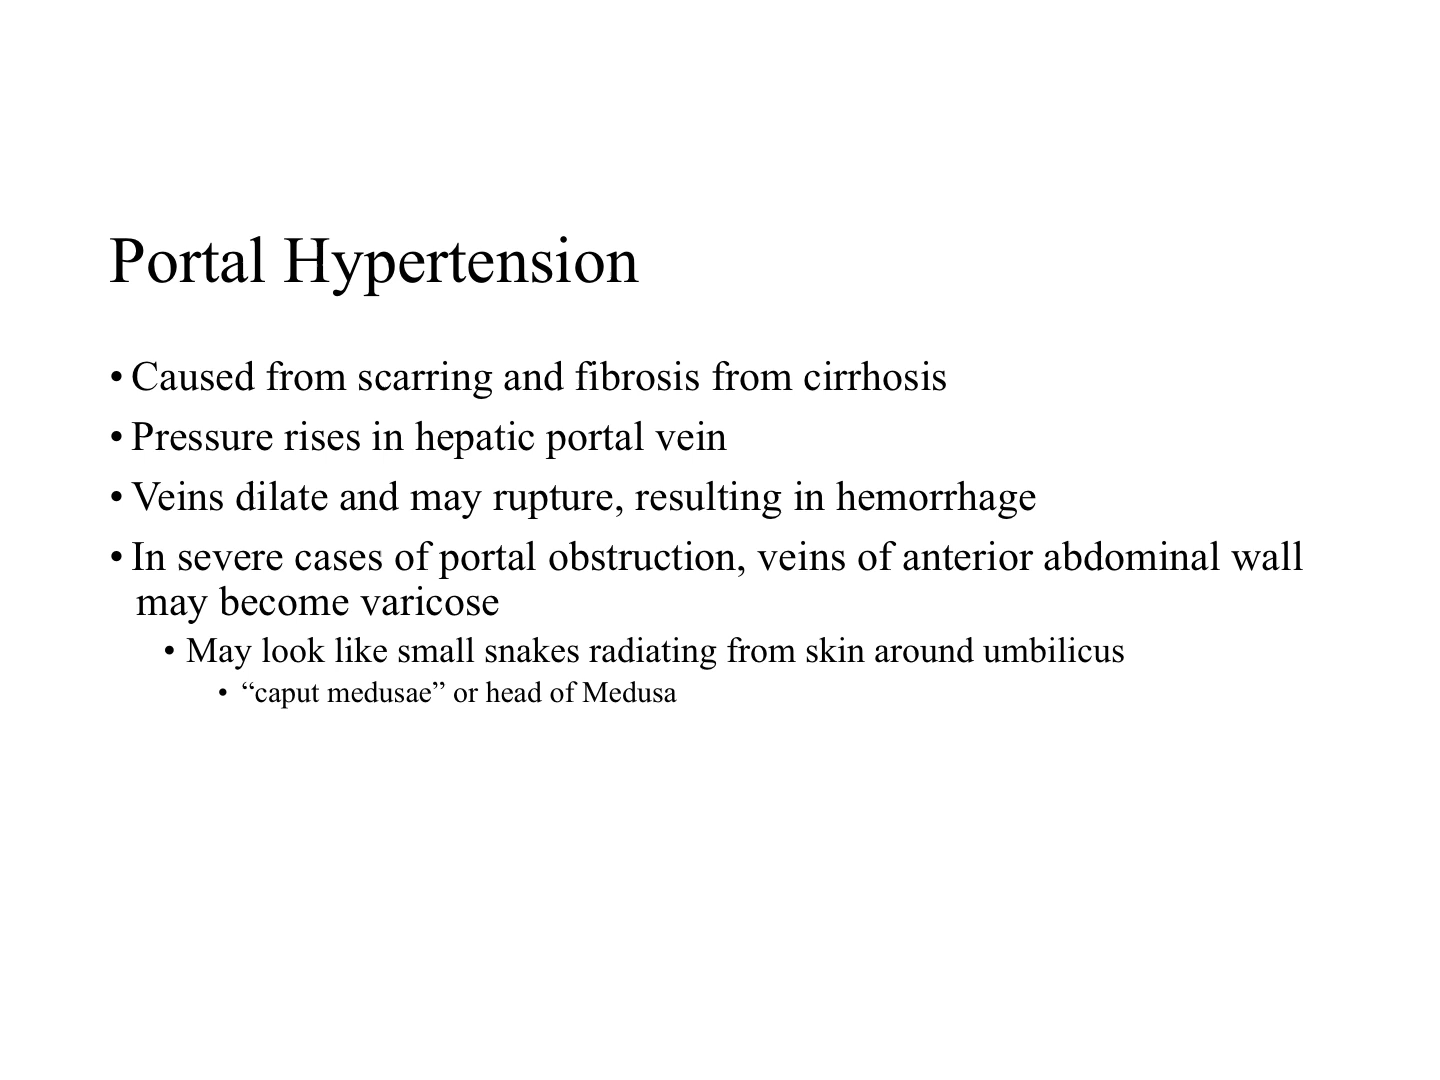 Portal Hypertension
• Caused from scarring and fibrosis from cirrhosis
• Pressure rises in hepatic portal vein
• Veins dilate and may rupture, resulting in hemorrhage
• In severe cases of portal obstruction, veins of anterior abdominal wall
may become varicose
• May look like small snakes radiating from skin around umbilicus
• “caput medusae” or head of Medusa